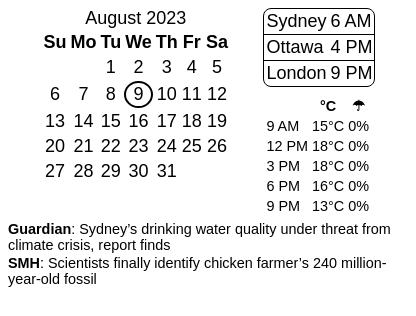 August 2023
Su Mo Tu We Th Fr Sa
1 2 3 4 5
6 7 8 9 10 11 12
13 14 15 16 17 18 19
20 21 22 23 24 25 26
27 28 29 30 31
Sydney 6 AM
Ottawa 4 PM
London 9 PM
°C ☂
9 AM 15°C 0%
12 PM 18°C 0%
3 PM 18°C 0%
6 PM 16°C 0%
9 PM 13°C 0%
Guardian: Sydney’s drinking water quality under threat from
climate crisis, report finds
SMH: Scientists finally identify chicken farmer’s 240 million-
year-old fossil